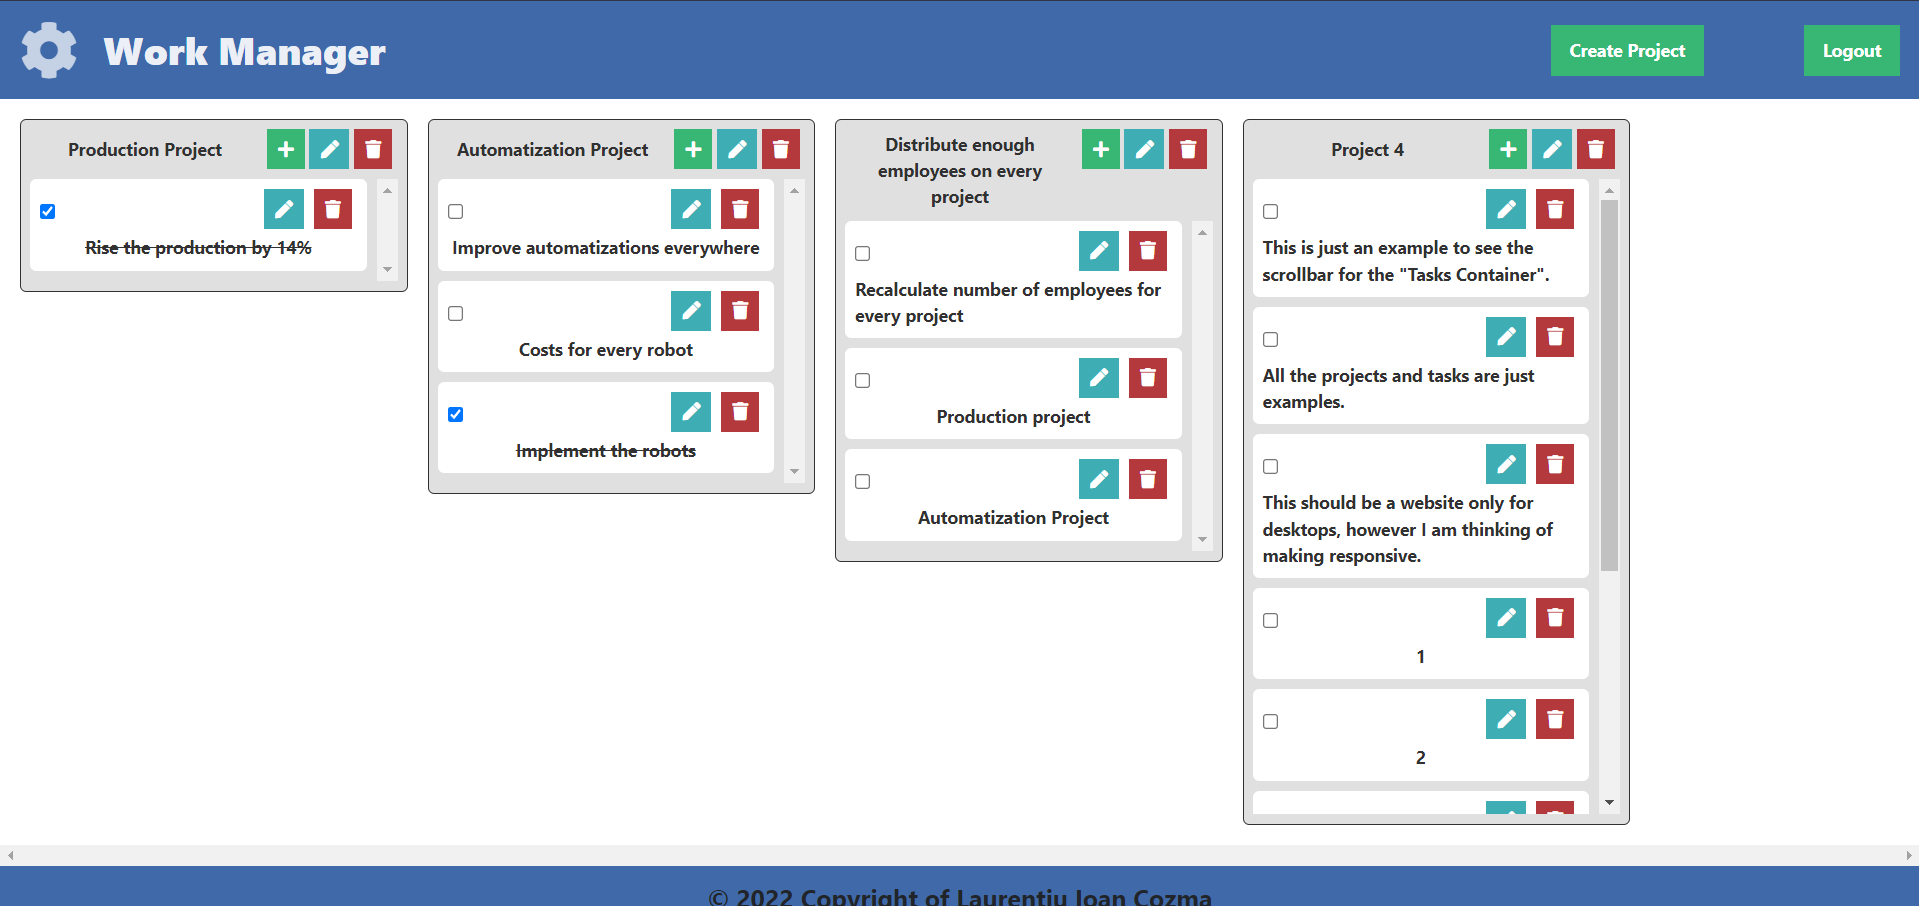 Work Manager
Create Project
Logout
Production Project
Rise the production by 14%
Automatization Project
Improve automatizations everywhere
Costs for every robot
Implement the robots
Distribute enough
employees on every
project
Recalculate number of employees for
every project
Production project
Automatization Project
Project 4
This is just an example to see the
scrollbar for the "Tasks Container".
All the projects and tasks are just
examples.
This should be a website only for
desktops, however I am thinking of
making responsive.
1
2
© 2022 Copyright of Laurentiu Ioan Cozma